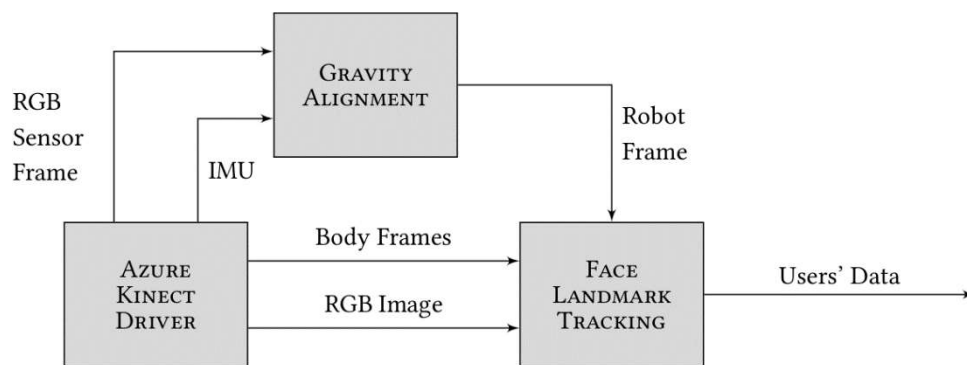 GRAVITY
ALIGNMENT
RGB
Sensor
Frame
IMU
Robot
Frame
AZURE
KINECT
DRIVER
Body Frames
RGB Image
FACE
LANDMARK
TRACKING
Users’ Data